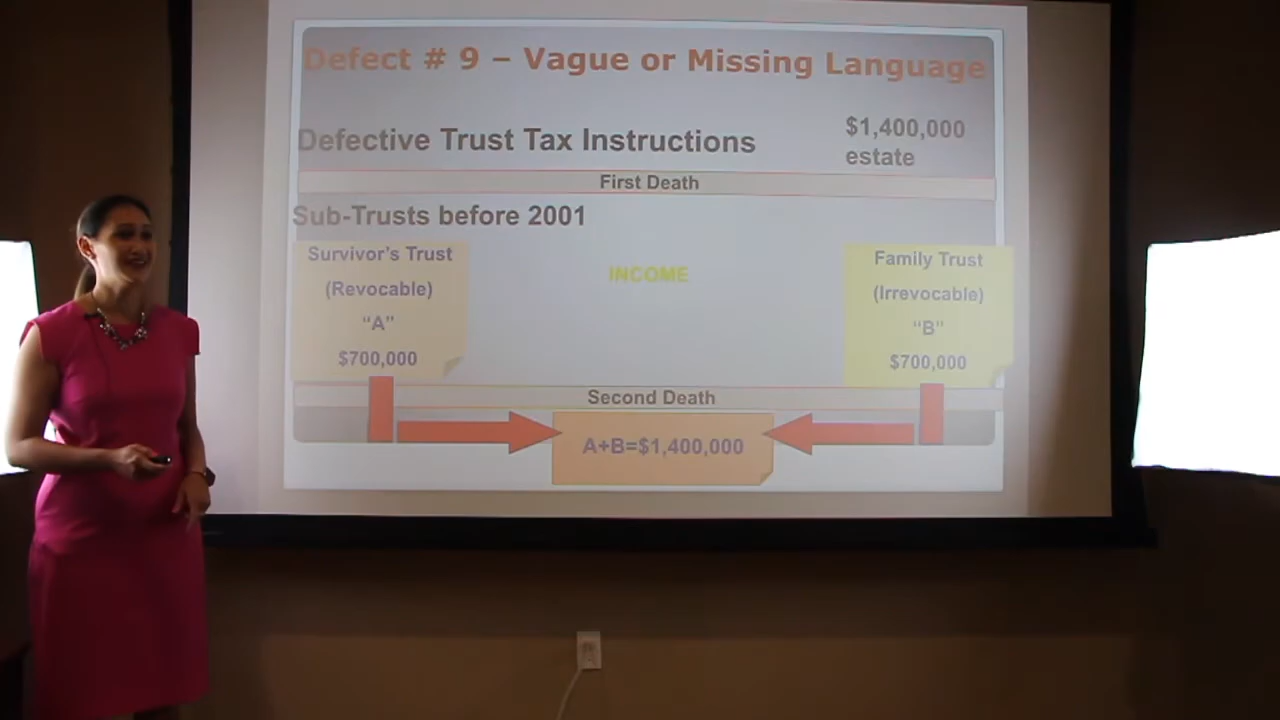 Defect # 9 – Vague or Missing Language
Defective Trust Tax Instructions
$1,400,000
estate
First Death
Sub-Trusts before 2001
Survivor's Trust
(Revocable)
“A”
$700,000
INCOME
Family Trust
(Irrevocable)
“B”
$700,000
Second Death
A+B=$1,400,000